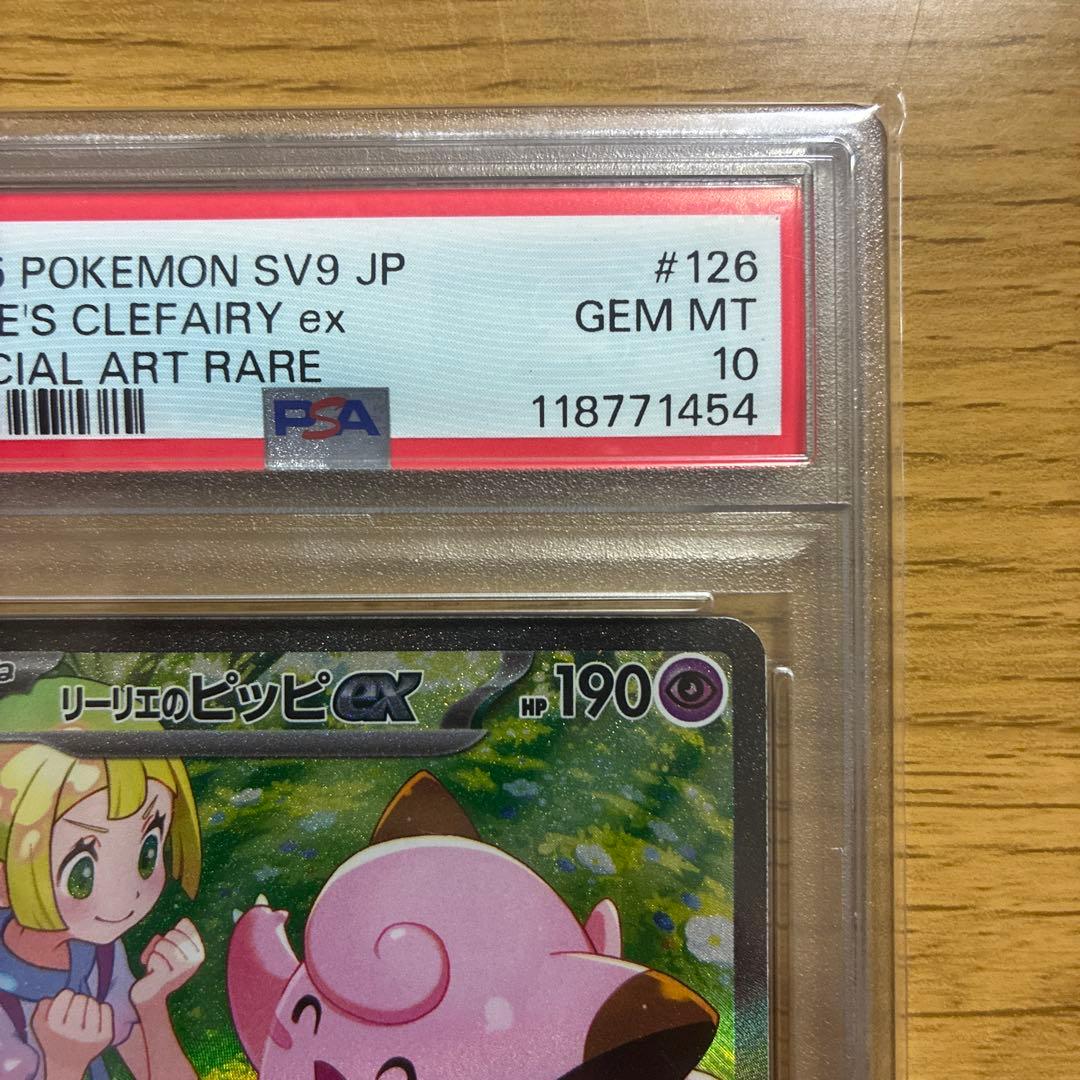 POKEMON SV9 JP #126
E'S CLEFAIRY ex GEM MT
CIAL ART RARE 10
PSA 118771454
リーリエのピッピex HP 190